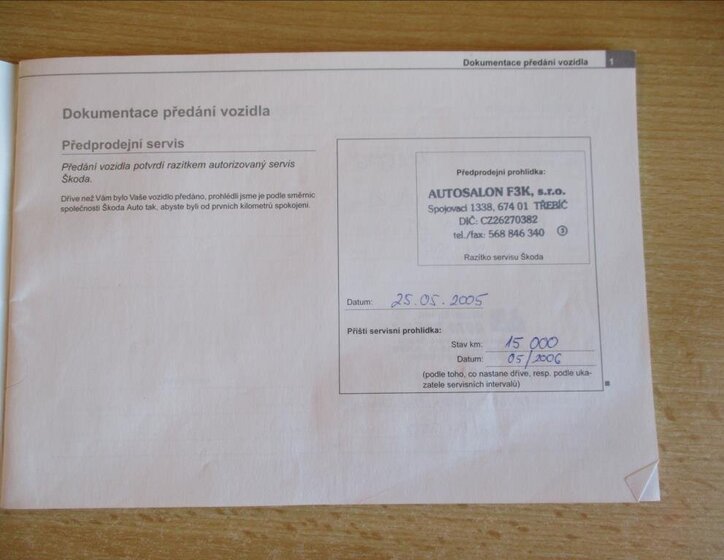 Dokumentace předání vozidla 1
Dokumentace předání vozidla
Předprodejní servis
Předání vozidla potvrdí razítkem autorizovaný servis
Škoda.
Dříve než Vám bylo Vaše vozidlo předáno, prohlédli jsme je podle směrnic
společnosti Škoda Auto tak, abyste byli od prvních kilometrů spokojeni.
Předprodejní prohlídka:
AUTOSALON F3K, s.r.o.
Spojovací 1338, 674 01 TŘEBÍČ
DIČ: CZ26270382
tel./fax: 568 846 340 3
Razítko servisu Škoda
Datum: 25.05.2005
Příští servisní prohlídka:
Stav km: 15 000
Datum: 05/2006
(podle toho, co nastane dříve, resp. podle uka-
zatele servisních intervalů)